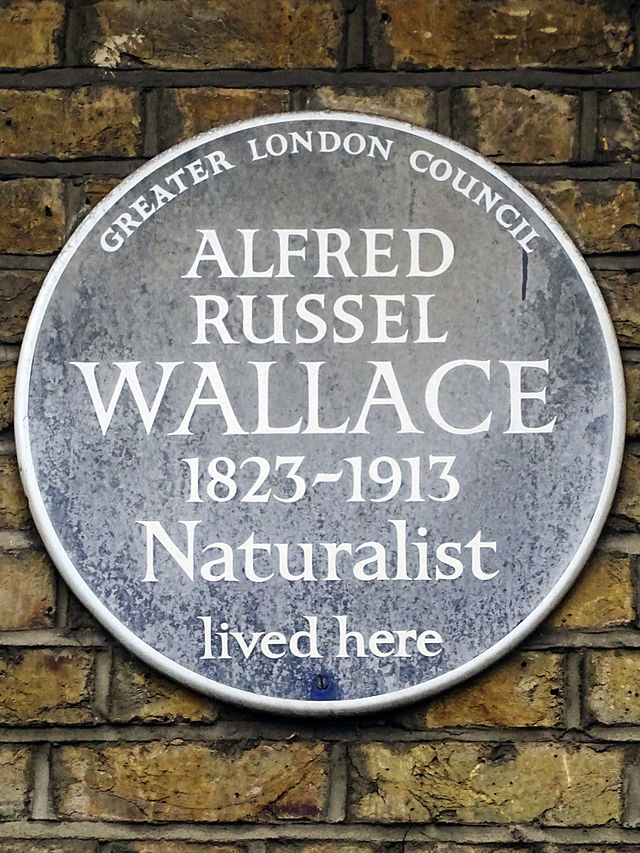 GREATER LONDON COUNCIL
ALFRED
RUSSEL
WALLACE
1823~1913
Naturalist
lived here